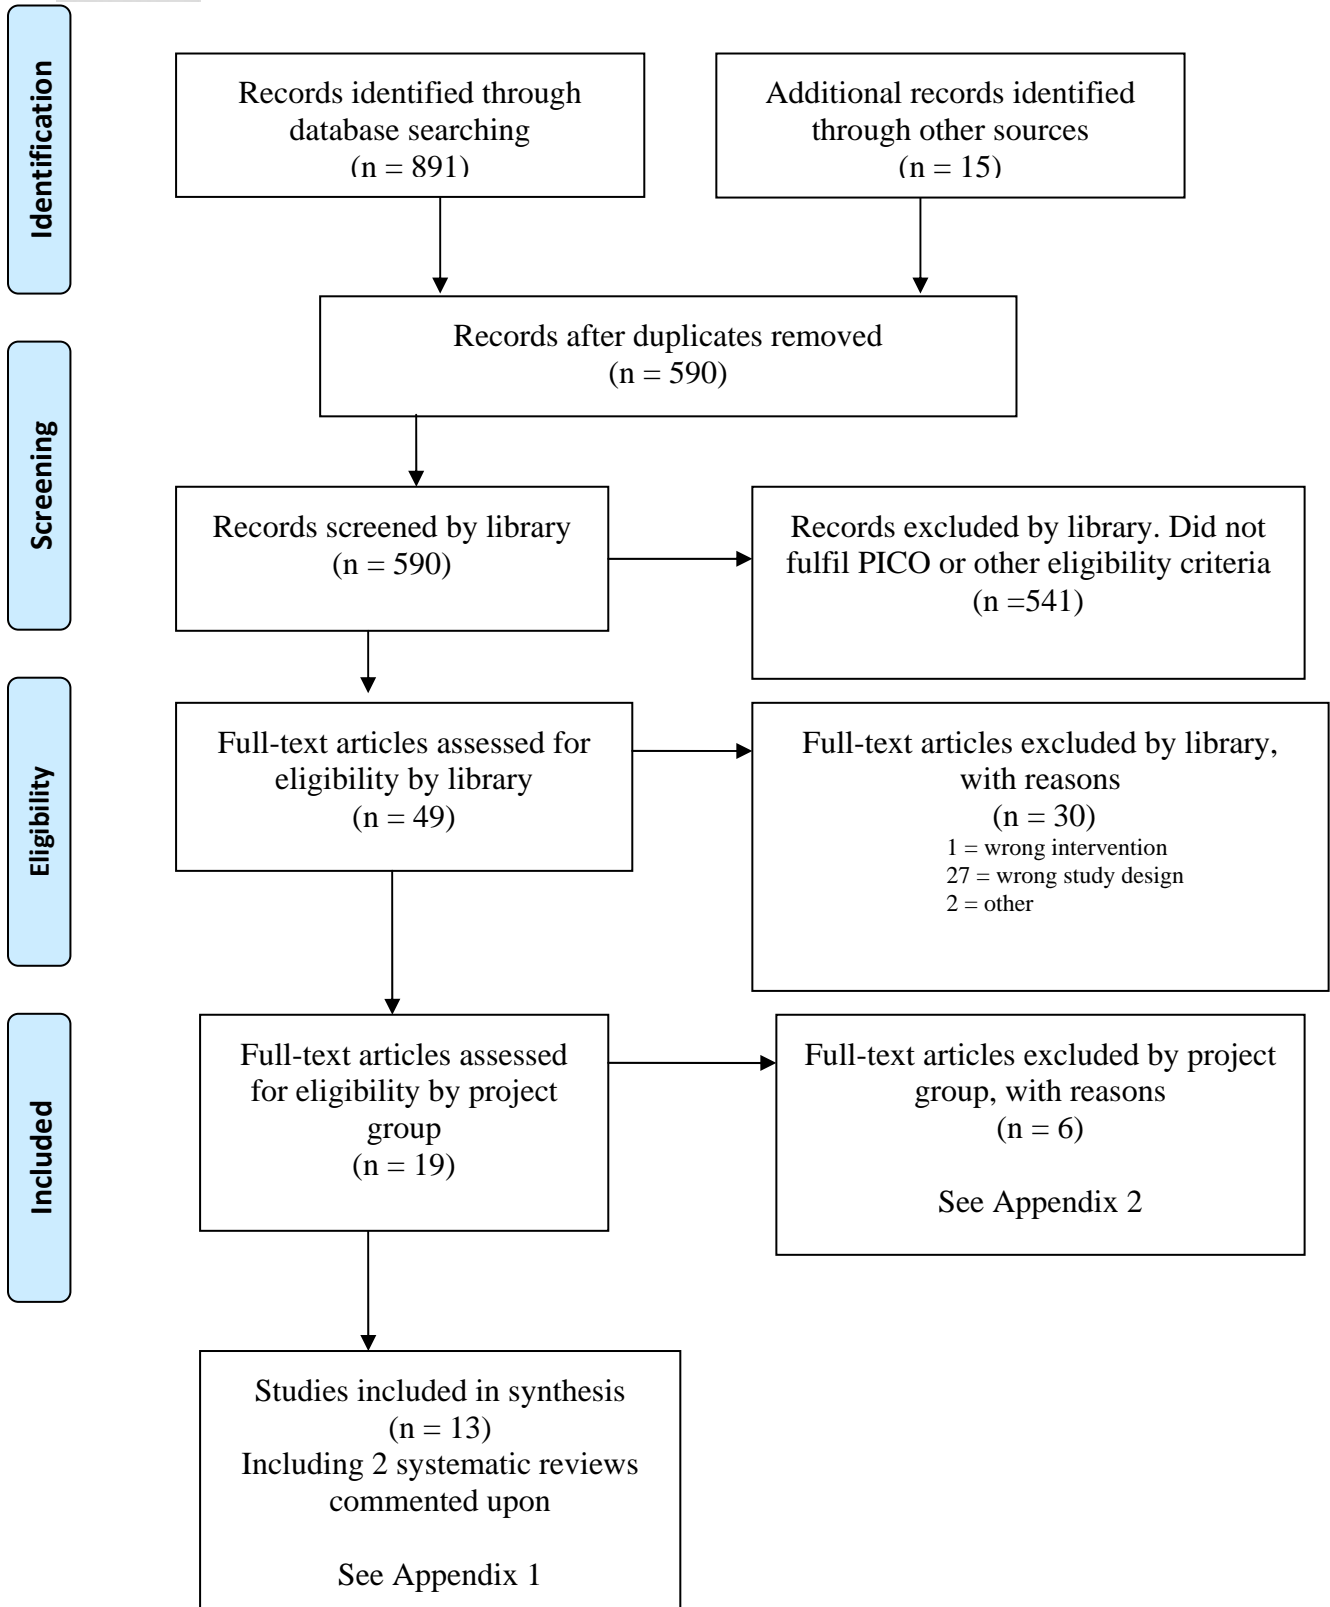 Identification
Records identified through
database searching
(n = 891)
Additional records identified
through other sources
(n = 15)
Records after duplicates removed
(n = 590)
Screening
Records screened by library
(n = 590)
Records excluded by library. Did not
fulfil PICO or other eligibility criteria
(n =541)
Eligibility
Full-text articles assessed for
eligibility by library
(n = 49)
Full-text articles excluded by library,
with reasons
(n = 30)
1 = wrong intervention
27 = wrong study design
2 = other
Included
Full-text articles assessed
for eligibility by project
group
(n = 19)
Full-text articles excluded by project
group, with reasons
(n = 6)
See Appendix 2
Studies included in synthesis
(n = 13)
Including 2 systematic reviews
commented upon
See Appendix 1